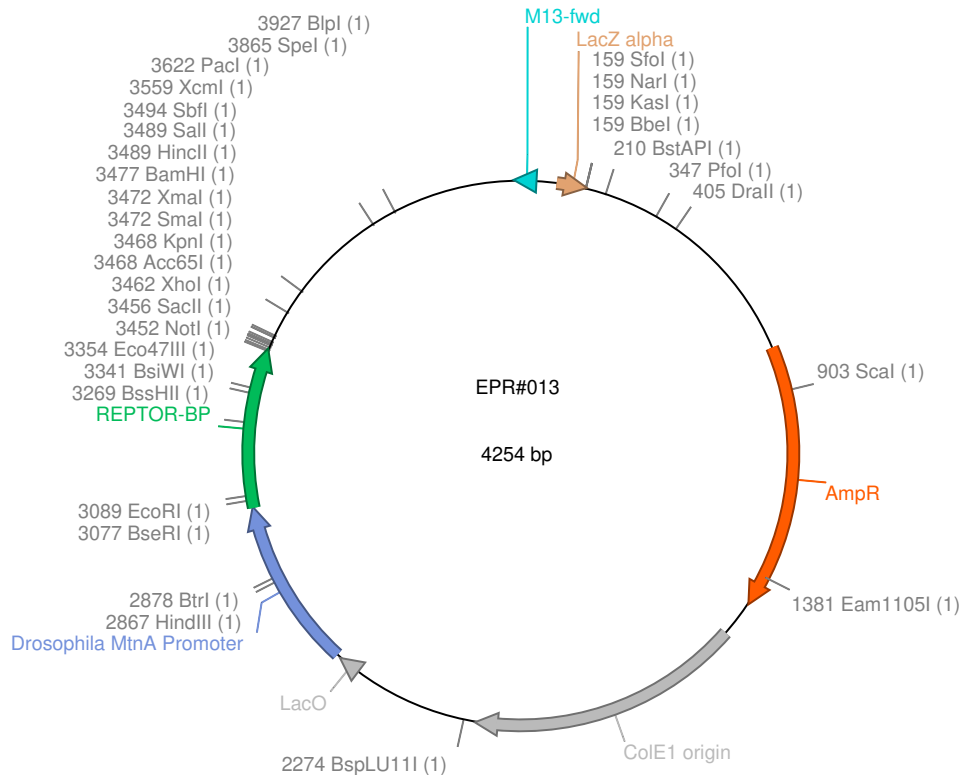 3927 BlpI (1)
3865 SpeI (1)
3622 PacI (1)
3559 XcmI (1)
3494 SbfI (1)
3489 SalI (1)
3489 HincII (1)
3477 BamHI (1)
3472 XmaI (1)
3472 SmaI (1)
3468 KpnI (1)
3468 Acc65I (1)
3462 XhoI (1)
3456 SacII (1)
3452 NotI (1)
3354 Eco47III (1)
3341 BsiWI (1)
3269 BssHII (1)
REPTOR-BP
3089 EcoRI (1)
3077 BseRI (1)
2878 BtrI (1)
2867 HindIII (1)
Drosophila MtnA Promoter
LacO
2274 BspLU11I (1)
M13-fwd
LacZ alpha
159 SfoI (1)
159 NarI (1)
159 KasI (1)
159 BbeI (1)
210 BstAPI (1)
347 PfoI (1)
405 DraII (1)
903 ScaI (1)
AmpR
1381 Eam1105I (1)
ColE1 origin
EPR#013
4254 bp